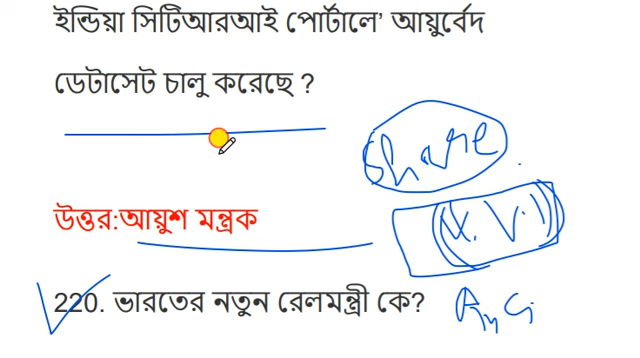 ইন্ডিয়া সিটিআরআই পোর্টালে’ আয়ুর্বেদ
ডেটাসেট চালু করেছে ?
Share
উত্তর:আয়ুশ মন্ত্রক
(V. V. I)
220. ভারতের নতুন রেলমন্ত্রী কে?